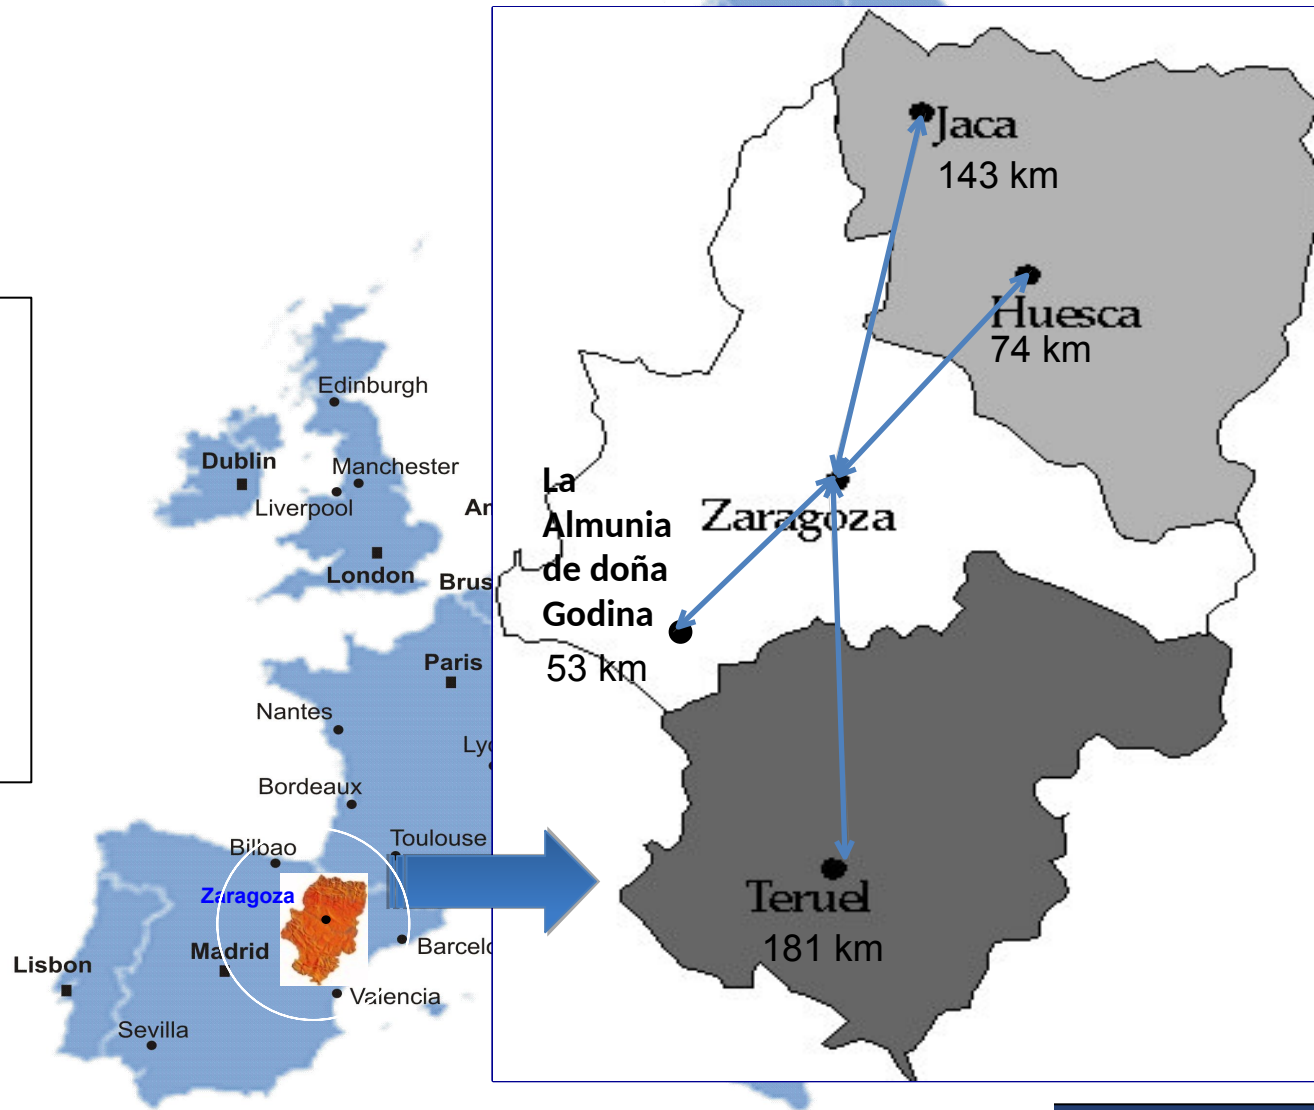 Edinburgh
Dublin
Manchester
Liverpool
London
Paris
Nantes
Bordeaux
Bilbao
Toulouse
Zaragoza
Madrid
Lisbon
Valencia
Sevilla
Jaca
143 km
Huesca
74 km
La
Almunia
de doña
Godina
53 km
Zaragoza
Teruel
181 km